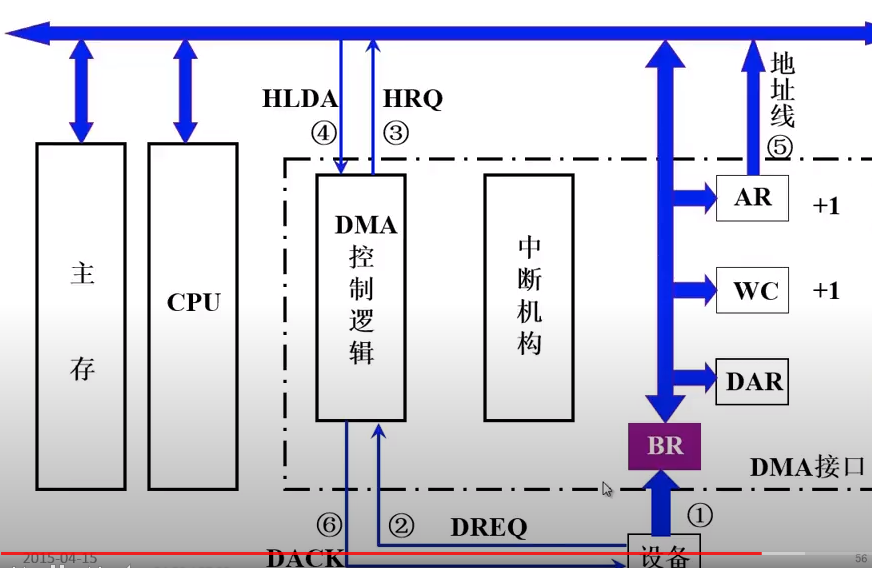 地址线
⑤
HLDA
HRQ
④
③
主存
CPU
DMA控制逻辑
中断机构
AR
+1
WC
+1
DAR
BR
DMA接口
⑥
②
DREQ
①
DACK
设备
2015-04-15
56